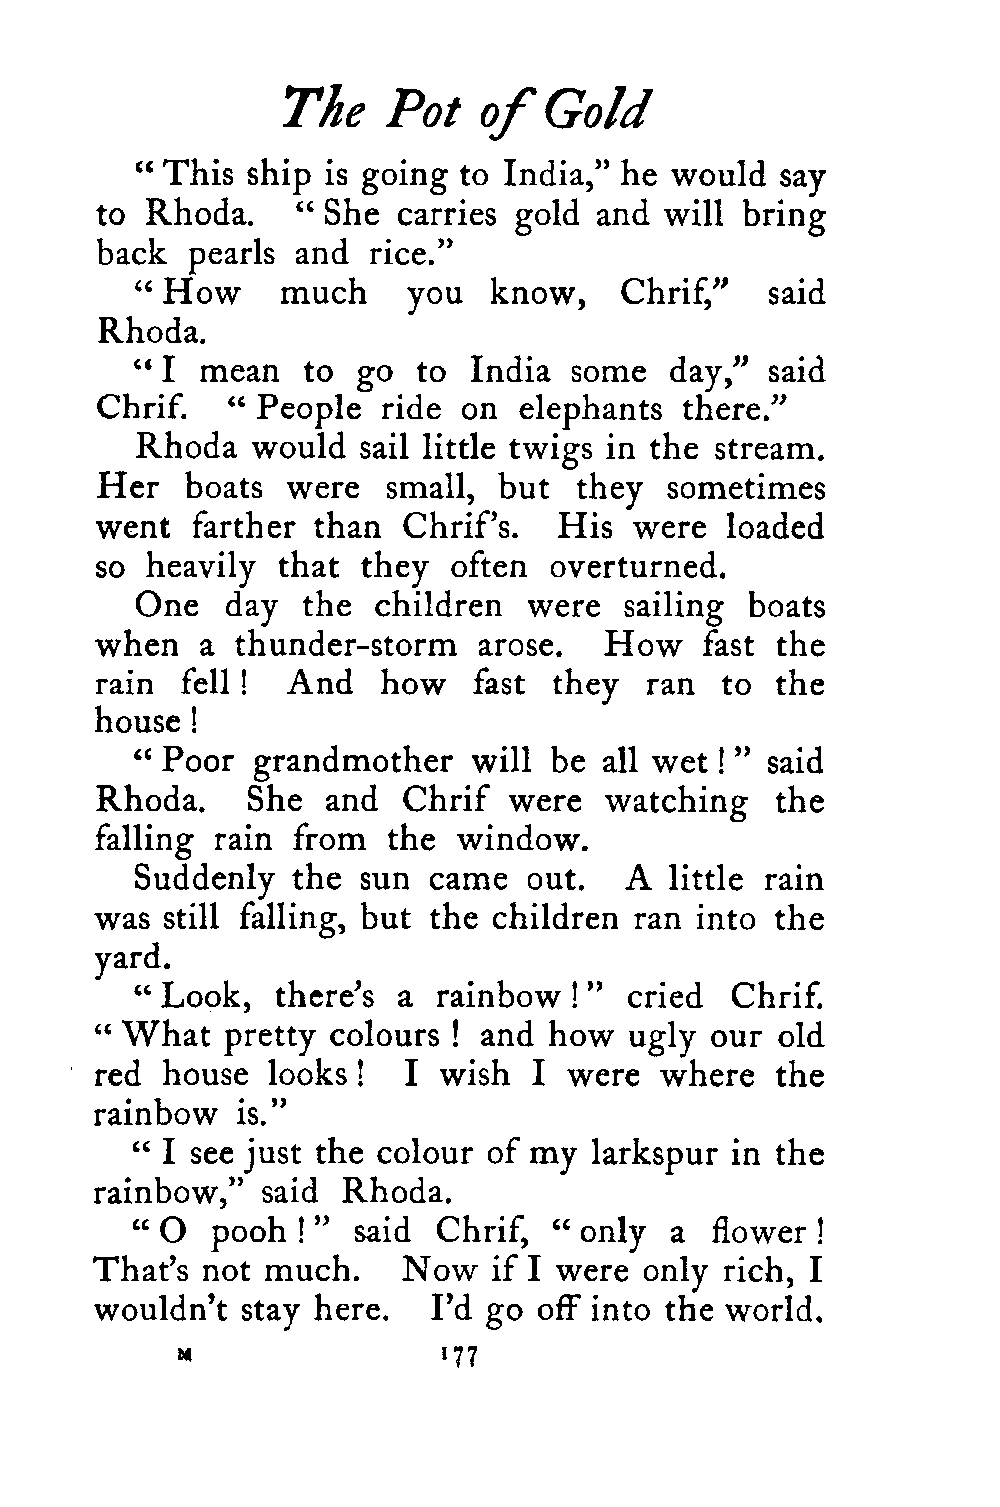 The Pot of Gold
“ This ship is going to India,” he would say
to Rhoda. “ She carries gold and will bring
back pearls and rice.”
“ How much you know, Chrif,” said
Rhoda.
“ I mean to go to India some day,” said
Chrif. “ People ride on elephants there.”
Rhoda would sail little twigs in the stream.
Her boats were small, but they sometimes
went farther than Chrif’s. His were loaded
so heavily that they often overturned.
One day the children were sailing boats
when a thunder-storm arose. How fast the
rain fell ! And how fast they ran to the
house !
“ Poor grandmother will be all wet ! ” said
Rhoda. She and Chrif were watching the
falling rain from the window.
Suddenly the sun came out. A little rain
was still falling, but the children ran into the
yard.
“ Look, there’s a rainbow ! ” cried Chrif.
“ What pretty colours ! and how ugly our old
red house looks ! I wish I were where the
rainbow is.”
“ I see just the colour of my larkspur in the
rainbow,” said Rhoda.
“ O pooh ! ” said Chrif, “ only a flower !
That’s not much. Now if I were only rich, I
wouldn’t stay here. I’d go off into the world.
M 177